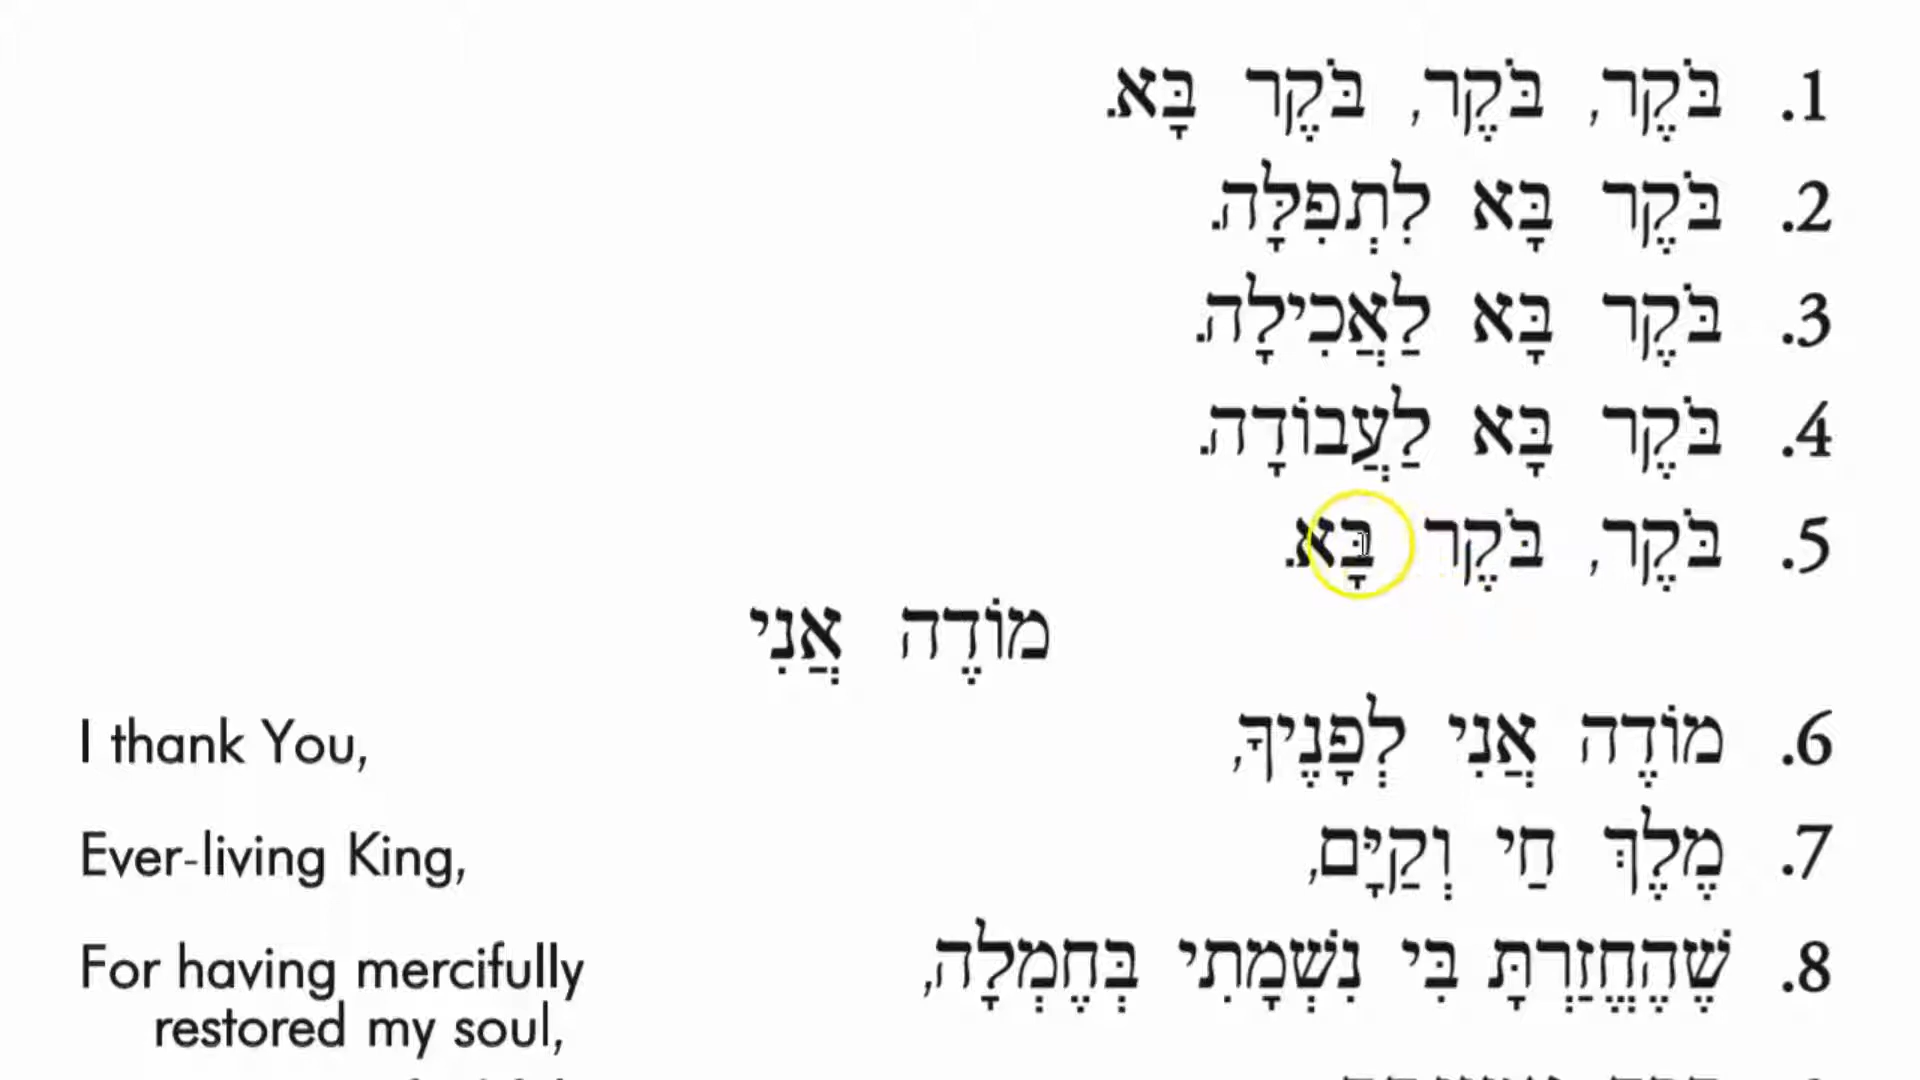 1. בֹּקֶר, בֹּקֶר, בֹּקֶר בָּא.
2. בֹּקֶר בָּא לִתְפִלָּה.
3. בֹּקֶר בָּא לַאֲכִילָה.
4. בֹּקֶר בָּא לַעֲבוֹדָה.
5. בֹּקֶר, בֹּקֶר בָּא.
מוֹדֶה אֲנִי
6. מוֹדֶה אֲנִי לְפָנֶיךָ,
I thank You,
7. מֶלֶךְ חַי וְקַיָּם,
Ever-living King,
8. שֶׁהֶחֱזַרְתָּ בִּי נִשְׁמָתִי בְּחֶמְלָה,
For having mercifully
restored my soul,